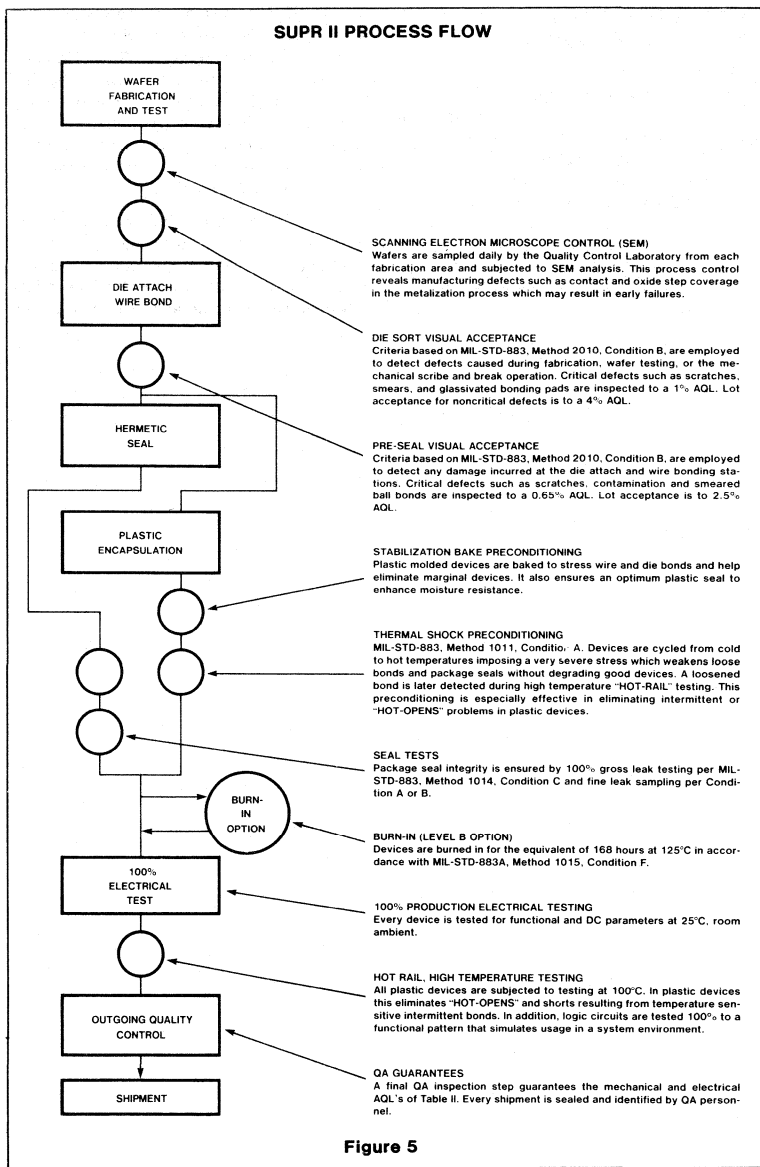 SUPR II PROCESS FLOW
WAFER
FABRICATION
AND TEST
DIE ATTACH
WIRE BOND
HERMETIC
SEAL
PLASTIC
ENCAPSULATION
BURN-
IN
OPTION
100%
ELECTRICAL
TEST
OUTGOING QUALITY
CONTROL
SHIPMENT
SCANNING ELECTRON MICROSCOPE CONTROL (SEM)
Wafers are sampled daily by the Quality Control Laboratory from each
fabrication area and subjected to SEM analysis. This process control
reveals manufacturing defects such as contact and oxide step coverage
in the metalization process which may result in early failures.
DIE SORT VISUAL ACCEPTANCE
Criteria based on MIL-STD-883, Method 2010, Condition B, are employed
to detect defects caused during fabrication, wafer testing, or the me-
chanical scribe and break operation. Critical defects such as scratches,
smears, and glassivated bonding pads are inspected to a 1% AQL. Lot
acceptance for noncritical defects is to a 4% AQL.
PRE-SEAL VISUAL ACCEPTANCE
Criteria based on MIL-STD-883, Method 2010, Condition B, are employed
to detect any damage incurred at the die attach and wire bonding sta-
tions. Critical defects such as scratches, contamination and smeared
ball bonds are inspected to a 0.65% AQL. Lot acceptance is to 2.5%
AQL.
STABILIZATION BAKE PRECONDITIONING
Plastic molded devices are baked to stress wire and die bonds and help
eliminate marginal devices. It also ensures an optimum plastic seal to
enhance moisture resistance.
THERMAL SHOCK PRECONDITIONING
MIL-STD-883, Method 1011, Condition A. Devices are cycled from cold
to hot temperatures imposing a very severe stress which weakens loose
bonds and package seals without degrading good devices. A loosened
bond is later detected during high temperature "HOT-RAIL" testing. This
preconditioning is especially effective in eliminating intermittent or
"HOT-OPENS" problems in plastic devices.
SEAL TESTS
Package seal integrity is ensured by 100% gross leak testing per MIL-
STD-883, Method 1014, Condition C and fine leak sampling per Condi-
tion A or B.
BURN-IN (LEVEL B OPTION)
Devices are burned in for the equivalent of 168 hours at 125°C in accor-
dance with MIL-STD-883A, Method 1015, Condition F.
100% PRODUCTION ELECTRICAL TESTING
Every device is tested for functional and DC parameters at 25°C, room
ambient.
HOT RAIL, HIGH TEMPERATURE TESTING
All plastic devices are subjected to testing at 100°C. In plastic devices
this eliminates "HOT-OPENS" and shorts resulting from temperature sen-
sitive intermittent bonds. In addition, logic circuits are tested 100% to a
functional pattern that simulates usage in a system environment.
QA GUARANTEES
A final QA inspection step guarantees the mechanical and electrical
AQL's of Table II. Every shipment is sealed and identified by QA person-
nel.
Figure 5